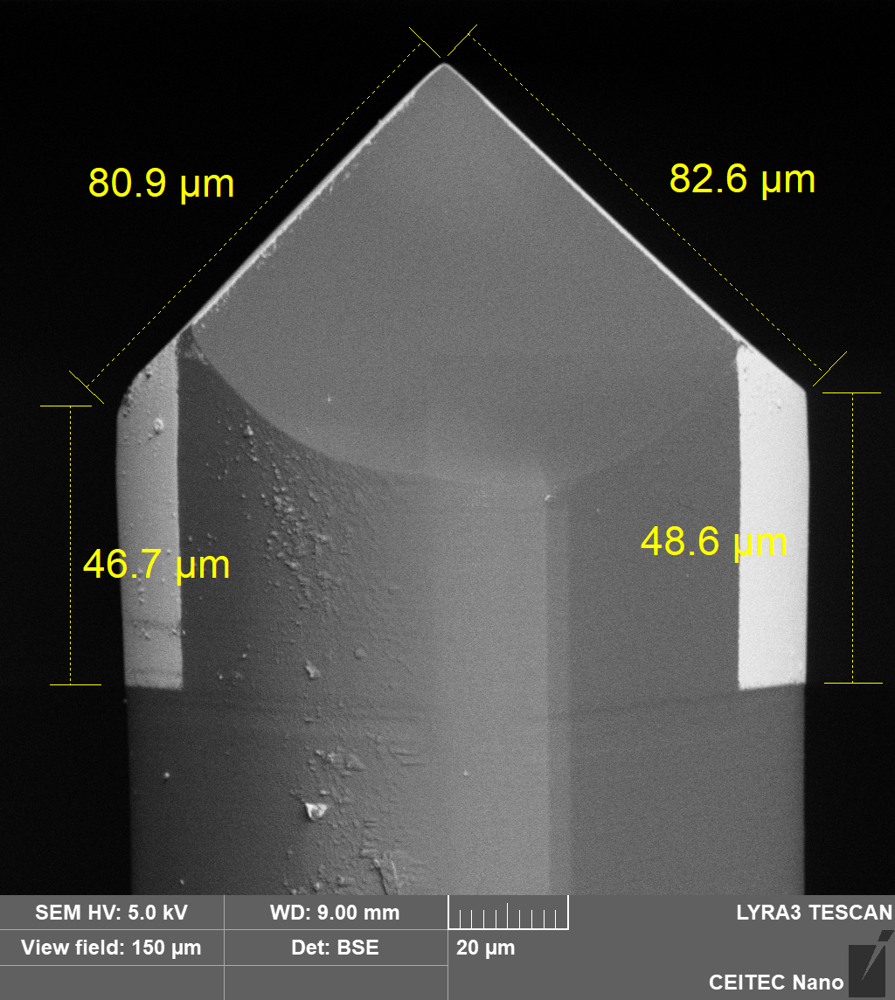 80.9 µm
82.6 µm
46.7 µm
48.6 µm
SEM HV: 5.0 kV
WD: 9.00 mm
LYRA3 TESCAN
View field: 150 µm
Det: BSE
20 µm
CEITEC Nano